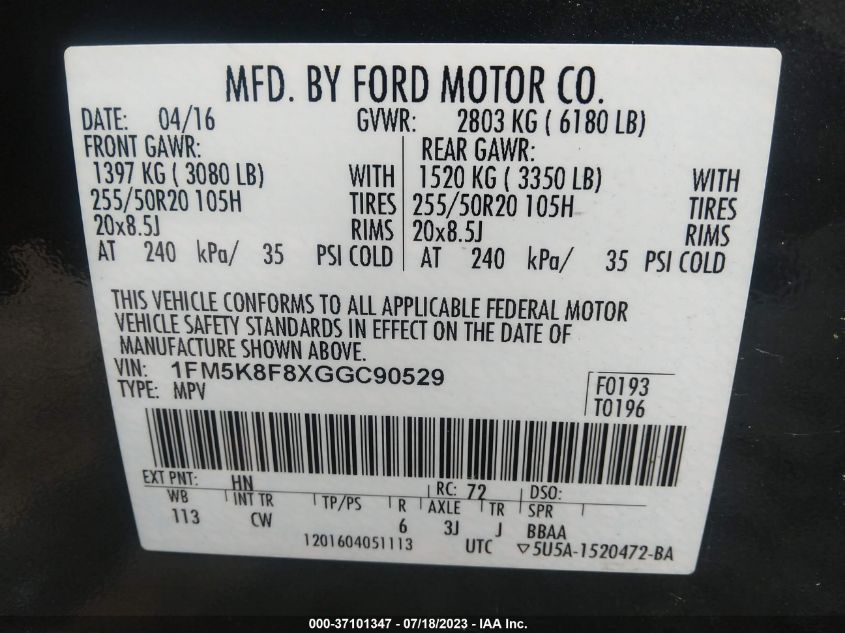 MFD. BY FORD MOTOR CO.
DATE: 04/16 GVWR: 2803 KG ( 6180 LB)
FRONT GAWR: REAR GAWR:
1397 KG ( 3080 LB) WITH 1520 KG ( 3350 LB) WITH
255/50R20 105H TIRES 255/50R20 105H TIRES
20x8.5J RIMS 20x8.5J RIMS
AT 240 kPa/ 35 PSI COLD AT 240 kPa/ 35 PSI COLD
THIS VEHICLE CONFORMS TO ALL APPLICABLE FEDERAL MOTOR
VEHICLE SAFETY STANDARDS IN EFFECT ON THE DATE OF
MANUFACTURE SHOWN ABOVE.
VIN: 1FM5K8F8XGGC90529
TYPE: MPV
F0193
T0196
EXT PNT: HN RC: 72 DSO:
WB INT TR TP/PS R AXLE TR SPR
113 CW 6 3J J BBAA
1201604051113 UTC ▽5U5A-1520472-BA
000-37101347 - 07/18/2023 - IAA Inc.